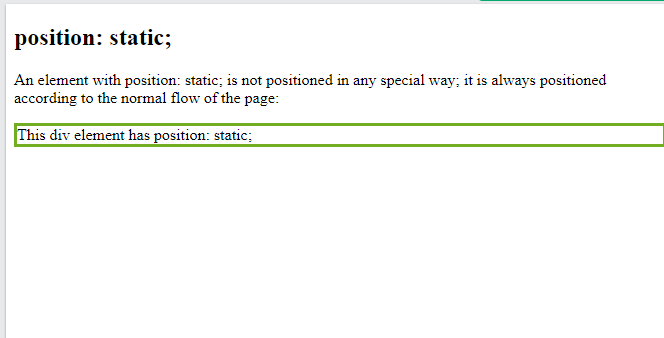 position: static;
An element with position: static; is not positioned in any special way; it is always positioned
according to the normal flow of the page:
This div element has position: static;